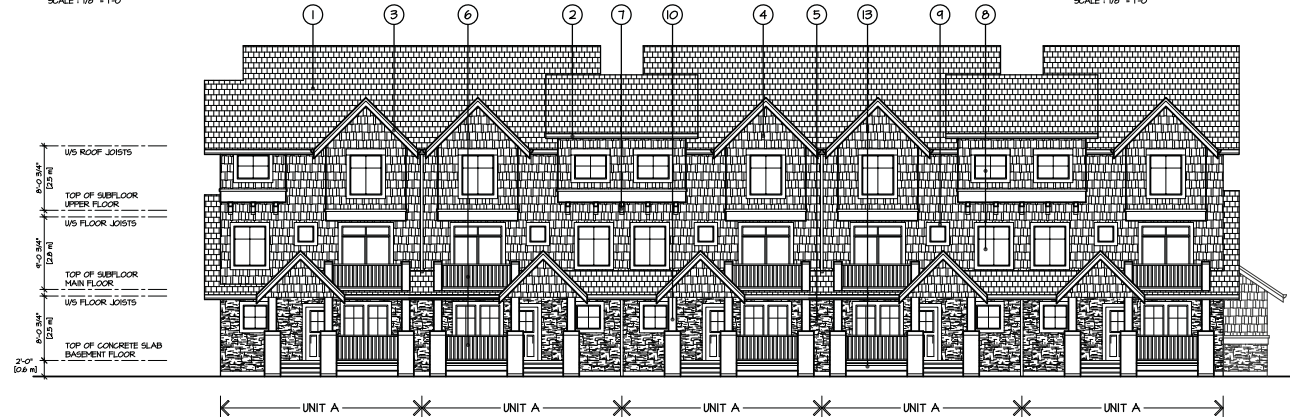 SCALE : 1/8" = 1'-0"
SCALE : 1/8" = 1'-0"
1 3 6 2 7 10 4 5 13 9 8
U/S ROOF JOISTS
8'-0 3/4"
[2.5 m]
TOP OF SUBFLOOR
UPPER FLOOR
U/S FLOOR JOISTS
9'-0 3/4"
[2.8 m]
TOP OF SUBFLOOR
MAIN FLOOR
U/S FLOOR JOISTS
8'-0 3/4"
[2.5 m]
TOP OF CONCRETE SLAB
BASEMENT FLOOR
2'-0"
[0.6 m]
UNIT A UNIT A UNIT A UNIT A UNIT A